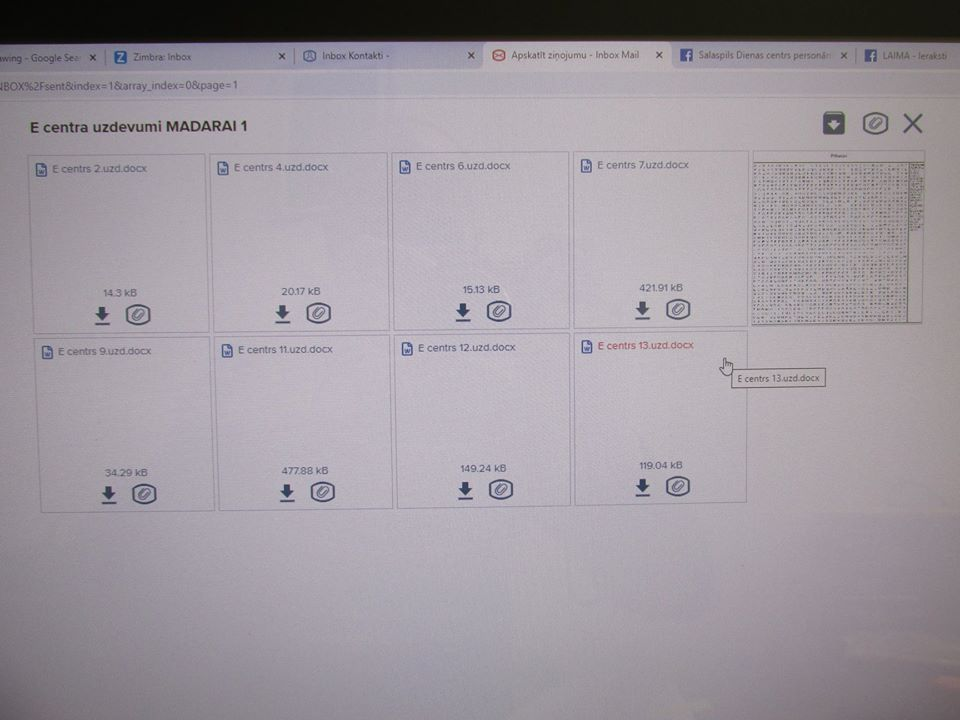 awing - Google Sear
Zimbra: Inbox
Inbox Kontakti -
Apskatīt ziņojumu - Inbox Mail
Salaspils Dienas centrs personām
LAIMA - Ieraksti
NBOX%2Fsent&index=1&array_index=0&page=1
E centra uzdevumi MADARAI 1
E centrs 2.uzd.docx
E centrs 4.uzd.docx
E centrs 6.uzd.docx
E centrs 7.uzd.docx
14.3 kB
20.17 kB
15.13 kB
421.91 kB
E centrs 9.uzd.docx
E centrs 11.uzd.docx
E centrs 12.uzd.docx
E centrs 13.uzd.docx
E centrs 13.uzd.docx
34.29 kB
477.88 kB
149.24 kB
119.04 kB